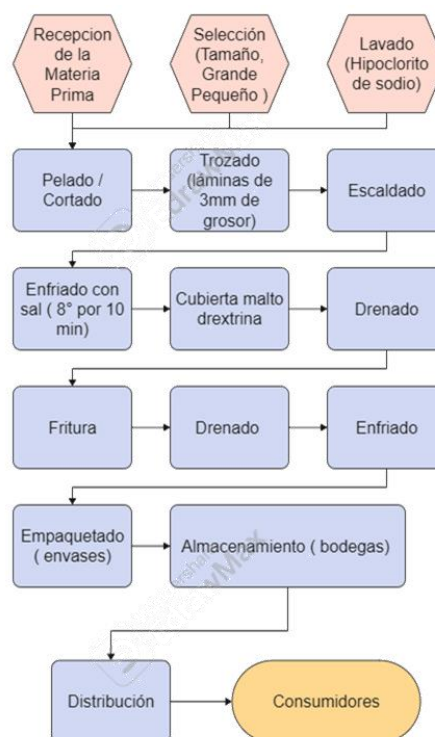 Recepcion
de la
Materia
Prima
Selección
(Tamaño,
Grande
Pequeño )
Lavado
(Hipoclorito
de sodio)
Pelado /
Cortado
Trozado
(láminas de
3mm de
grosor)
Escaldado
Enfriado con
sal ( 8° por 10
min)
Cubierta malto
drextrina
Drenado
Fritura
Drenado
Enfriado
Empaquetado
( envases)
Almacenamiento ( bodegas)
Distribución
Consumidores